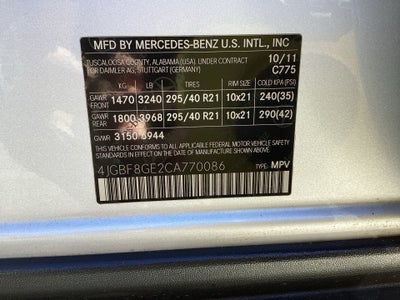 MFD BY MERCEDES-BENZ U.S. INTL., INC
TUSCALOOSA COUNTY, ALABAMA (USA) UNDER CONTRACT 10/11
FOR DAIMLER AG; STUTTGART (GERMANY) C775
KG LB TIRE SIZE RIM SIZE COLD KPA (PSI)
GAWR FRONT 1470 3240 295/40 R21 10x21 240(35)
GAWR REAR 1800 3968 295/40 R21 10x21 290(42)
GVWR 3150 6944
THIS VEHICLE CONFORMS TO ALL APPLICABLE FEDERAL MOTOR VEHICLE SAFETY
STANDARDS IN EFFECT ON THE DATE OF MANUFACTURE SHOWN ABOVE.
4JGBF8GE2CA770086 TYPE: MPV